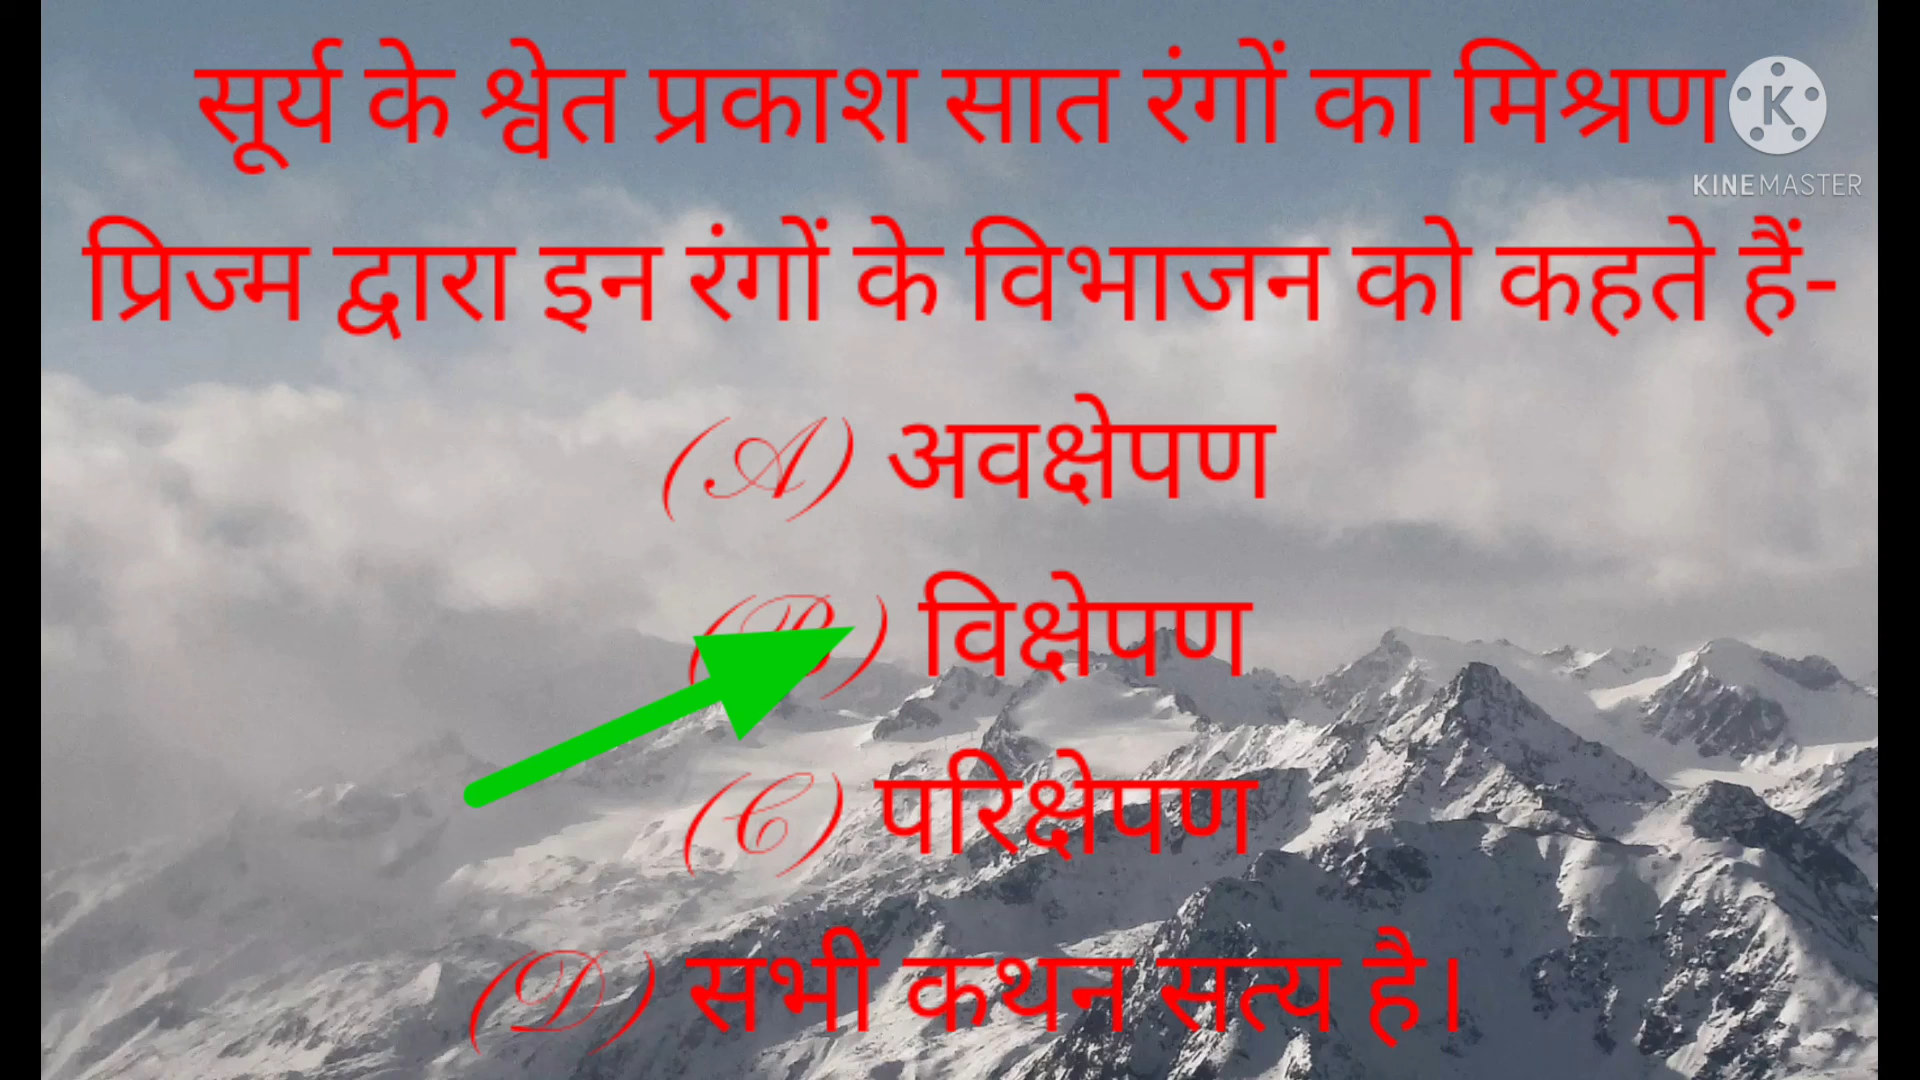 सूर्य के श्वेत प्रकाश सात रंगों का मिश्रण
K
KINEMASTER
प्रिज्म द्वारा इन रंगों के विभाजन को कहते हैं-
(A) अवक्षेपण
(B) विक्षेपण
(C) परिक्षेपण
(D) सभी कथन सत्य है।